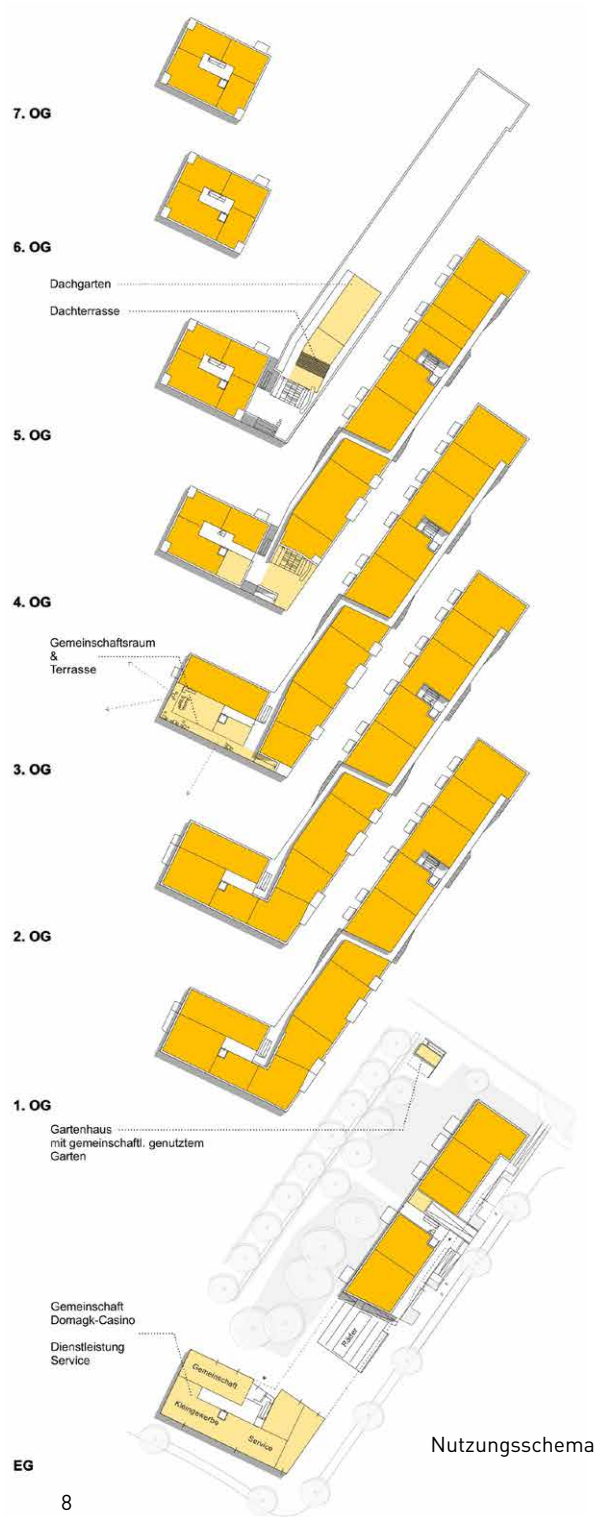 7. OG
6. OG
Dachgarten
Dachterrasse
5. OG
4. OG
Gemeinschaftsraum
&
Terrasse
3. OG
2. OG
1. OG
Gartenhaus
mit gemeinschaftl. genutztem
Garten
Gemeinschaft
Domagk-Casino
Dienstleistung
Service
Räder
Gemeinschaft
Kleingewerbe
Service
Nutzungsschema
EG
8